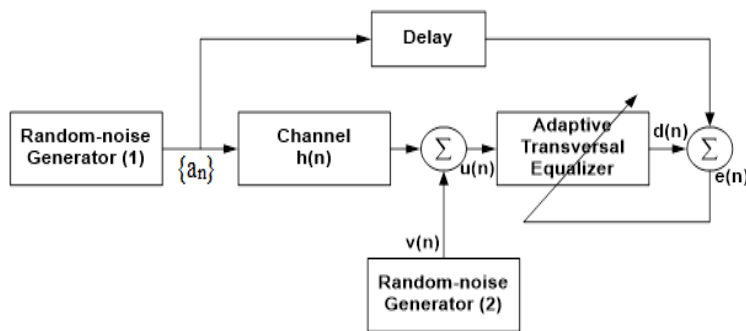 Delay
Random-noise
Generator (1)
{an}
Channel
h(n)
Σ
u(n)
Adaptive
Transversal
Equalizer
d(n)
Σ
e(n)
v(n)
Random-noise
Generator (2)